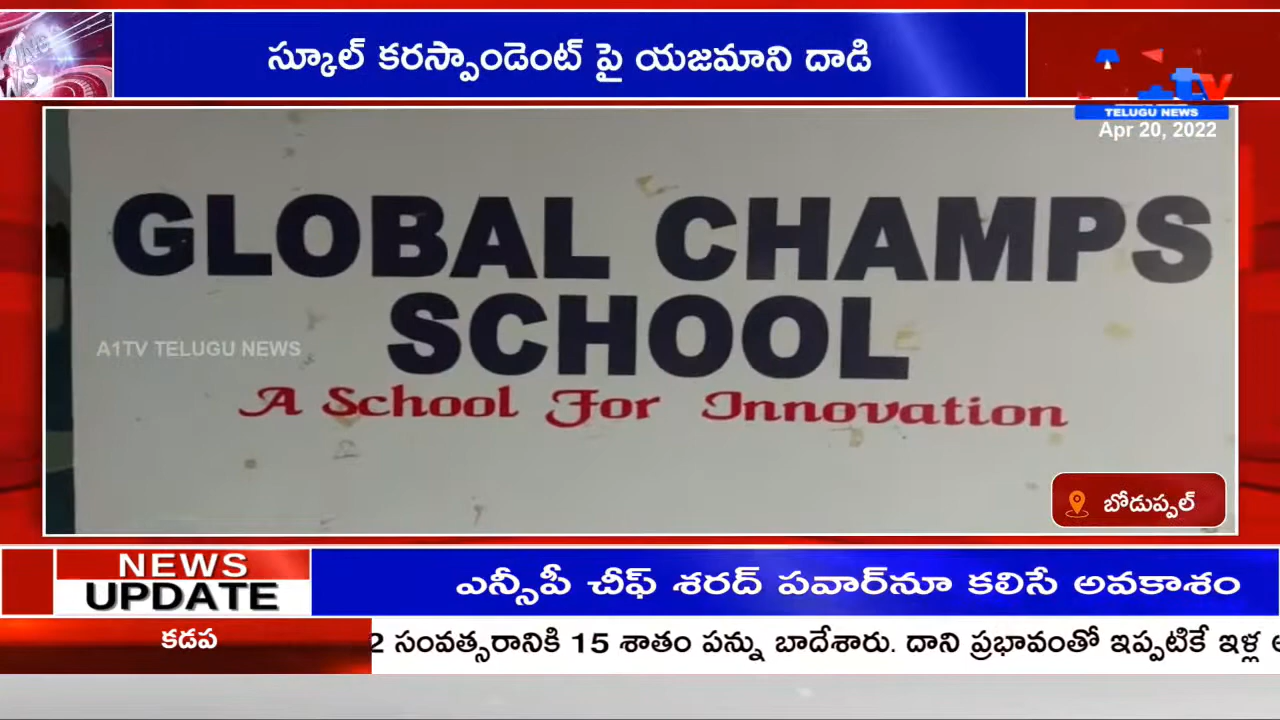 స్కూల్ కరస్పాండెంట్ పై యజమాని దాడి
tv
TELUGU NEWS
Apr 20, 2022
GLOBAL CHAMPS
SCHOOL
A1TV TELUGU NEWS
A School For Innovation
బోడుప్పల్
NEWS
UPDATE
ఎన్సీపీ చీఫ్ శరద్ పవార్‌నూ కలిసే అవకాశం
కడప
2 సంవత్సరానికి 15 శాతం పన్ను బాదేశారు. దాని ప్రభావంతో ఇప్పటికే ఇళ్ల